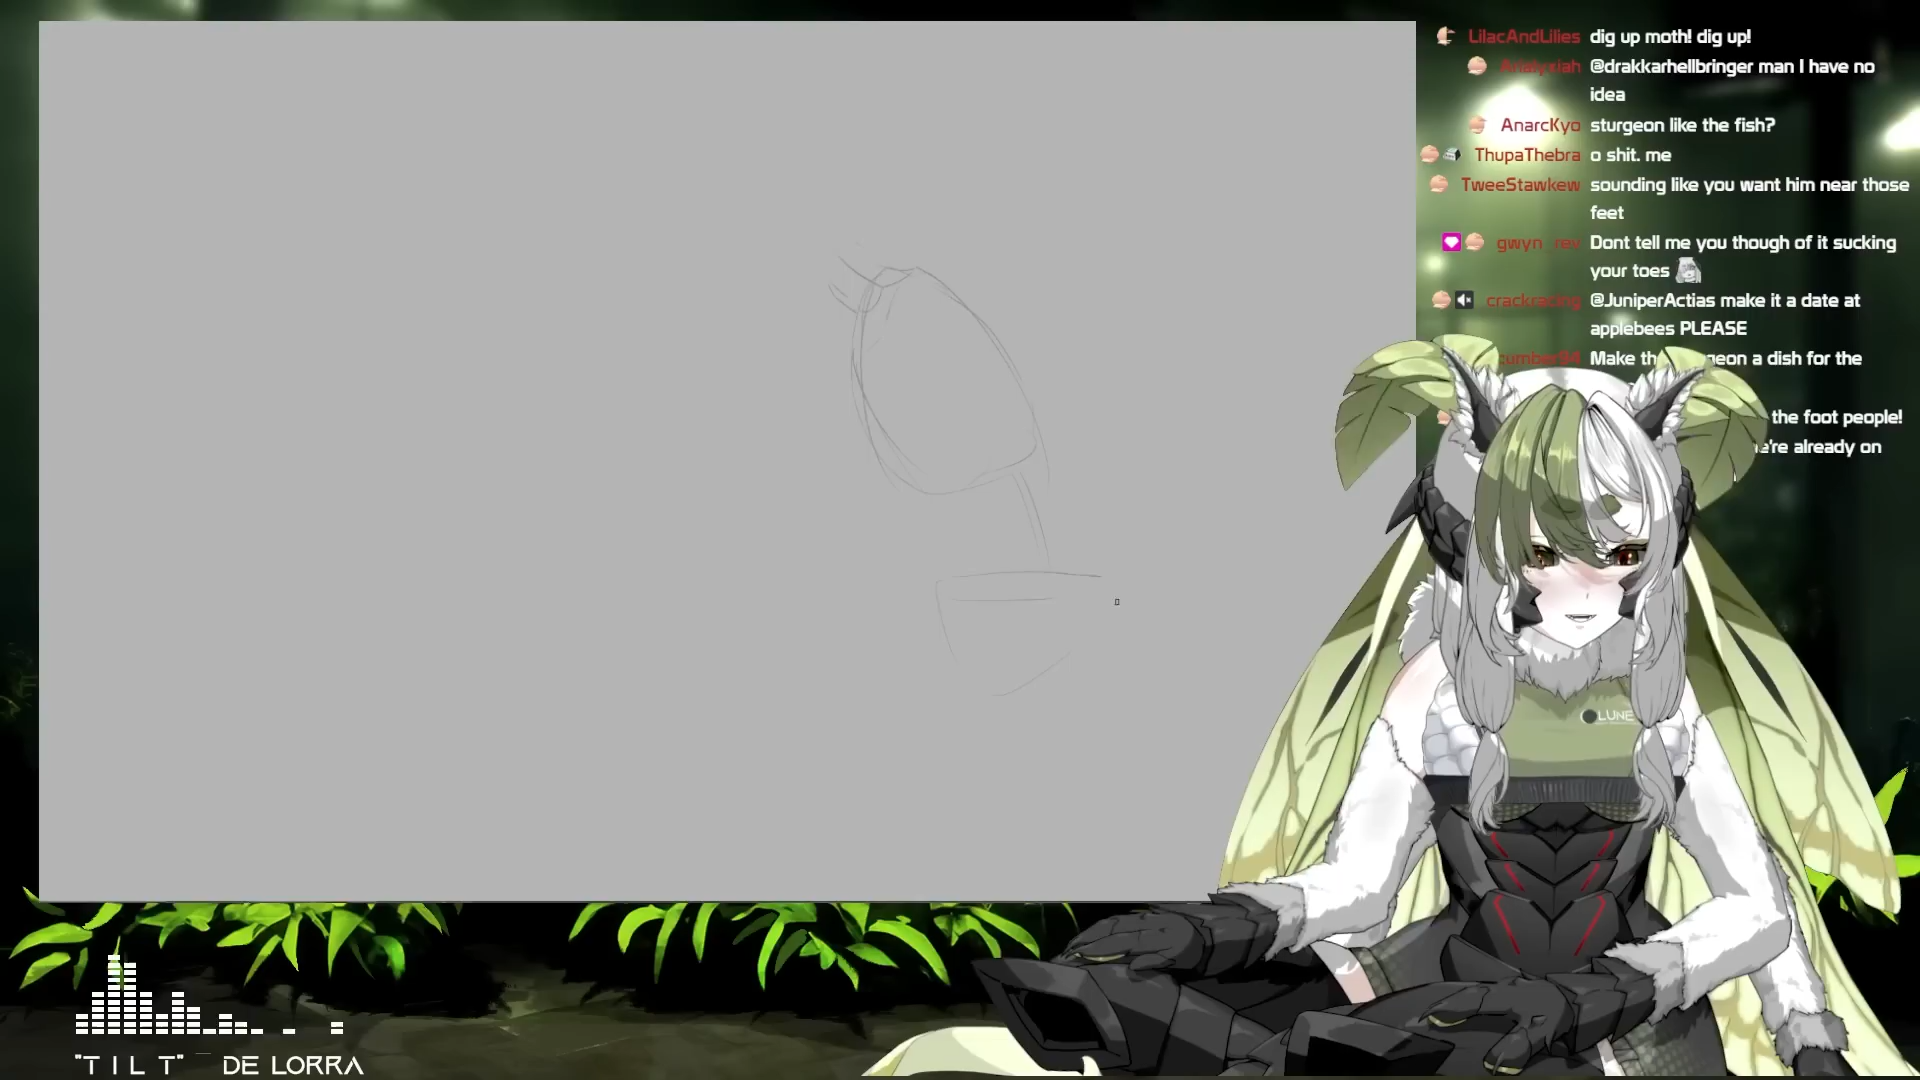 LilacAndLilies dig up moth! dig up!
@drakkarhellbringer man I have no
idea
AnarcKyo sturgeon like the fish?
ThupaThebra o shit. me
TweeStawkew sounding like you want him near those
feet
gwyn_rev Dont tell me you though of it sucking
your toes
crackracing @JuniperActias make it a date at
applebees PLEASE
Make a dish for the
the foot people!
already on
LUNE
"TILT" DE LORRA